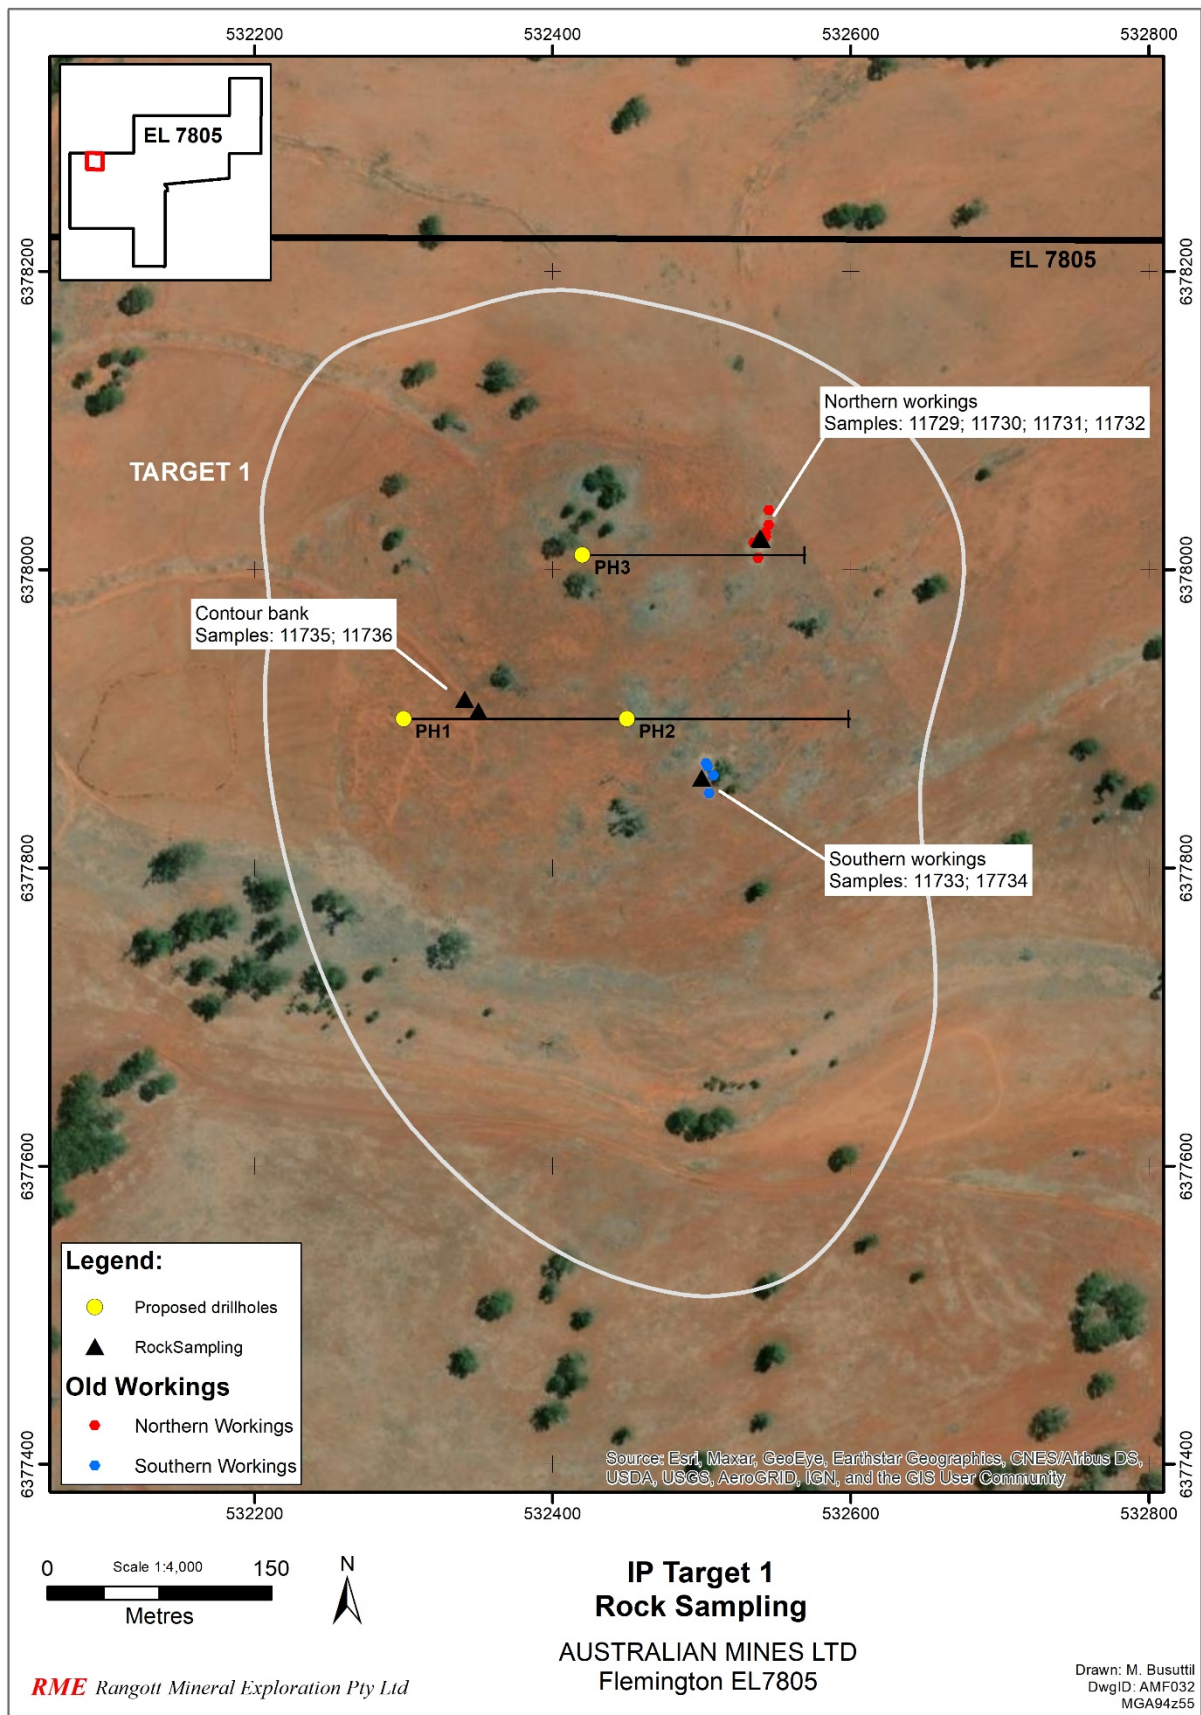 532200
532400
532600
532800
EL 7805
EL 7805
6378200
6378200
Northern workings
Samples: 11729; 11730; 11731; 11732
TARGET 1
PH3
6378000
6378000
Contour bank
Samples: 11735; 11736
PH1
PH2
Southern workings
Samples: 11733; 17734
6377800
6377800
6377600
6377600
Legend:
Proposed drillholes
RockSampling
Old Workings
Northern Workings
Southern Workings
6377400
6377400
Source: Esri, Maxar, GeoEye, Earthstar Geographics, CNES/Airbus DS,
USDA, USGS, AeroGRID, IGN, and the GIS User Community
532200
532400
532600
532800
0
Scale 1:4,000
150
Metres
N
IP Target 1
Rock Sampling
AUSTRALIAN MINES LTD
Flemington EL7805
RME Rangott Mineral Exploration Pty Ltd
Drawn: M. Busuttil
DwgID: AMF032
MGA94z55